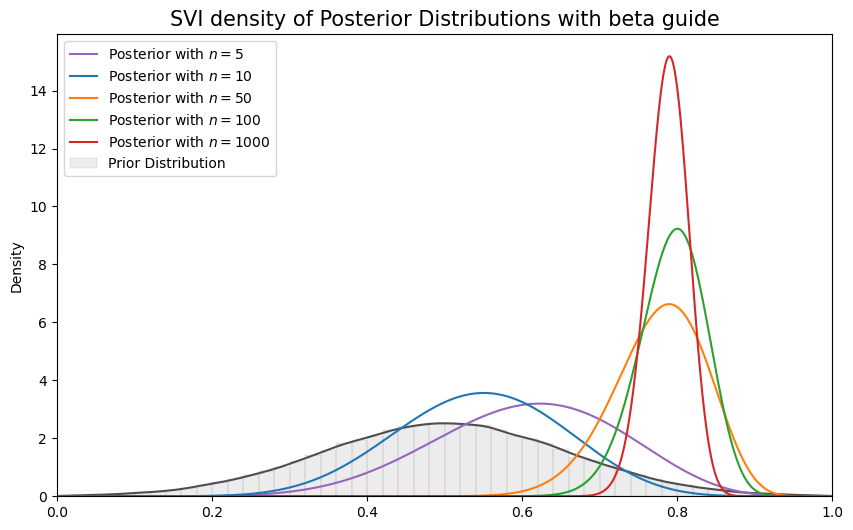 SVI density of Posterior Distributions with beta guide
Posterior with n = 5
Posterior with n = 10
Posterior with n = 50
Posterior with n = 100
Posterior with n = 1000
Prior Distribution
Density
14
12
10
8
6
4
2
0
0.0 0.2 0.4 0.6 0.8 1.0